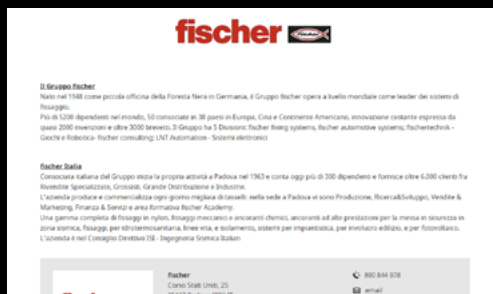 fischer
Il Gruppo fischer
Nato nel 1948 come piccola officina della Foresta Nera in Germania, il Gruppo fischer opera a livello mondiale come leader dei sistemi di
fissaggio.
Più di 5200 dipendenti nel mondo, 50 consociate in 38 paesi in Europa, Cina e Continente Americano, innovazione costante espressa da
quasi 2000 invenzioni e oltre 3000 brevetti. Il Gruppo ha 5 Divisioni: fischer fixing systems, fischer automotive systems; fischertechnik -
Giochi e Robotica- fischer consulting; LNT Automation - Sistemi elettronici
fischer Italia
Consociata italiana del Gruppo inizia la propria attività a Padova nel 1963 e conta oggi più di 300 dipendenti e fornisce oltre 6.000 clienti fra
Rivendite Specializzate, Grossisti, Grande Distribuzione e Industrie.
L'azienda produce e commercializza ogni giorno migliaia di tasselli: nella sede a Padova vi sono Produzione, Ricerca&Sviluppo, Vendite &
Marketing, Finanza & Servizi e area formativa fischer Academy.
Una gamma completa di fissaggi in nylon, fissaggi meccanici e ancoranti chimici, ancoranti ad alte prestazioni per la messa in sicurezza in
zona sismica, fissaggi, per idrotermosanitaria, linee vita, e isolamento, sistemi per impiantistica, per involucro edilizio, e per fotovoltaico.
L'azienda è nel Consiglio Direttivo ISI - Ingegneria Sismica Italian
fischer
Corso Stati Uniti, 25
800 844 078
email